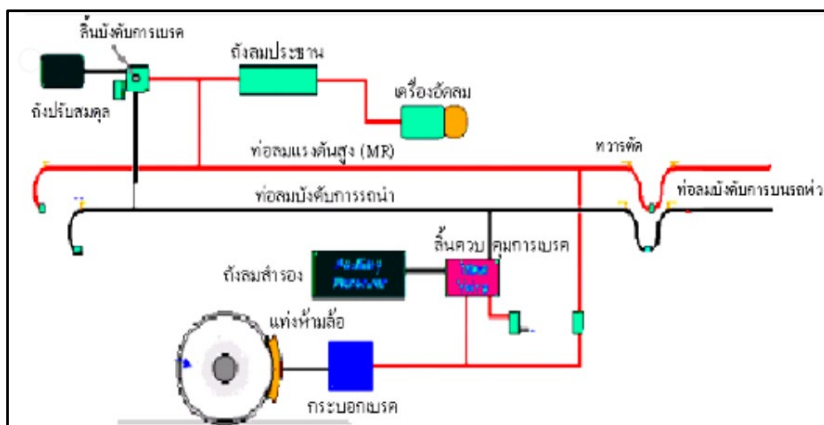 ลิ้นบังคับการเบรค
ถังลมประธาน
เครื่องอัดลม
ถังปรับสมดุล
ท่อลมแรงดันสูง (MR)
ทวารตัด
ท่อลมบังคับการรถนำ
ท่อลมบังคับการบนรถพ่ว
ลิ้นควบคุมการเบรค
ถังลมสำรอง
แท่งห้ามล้อ
กระบอกเบรค